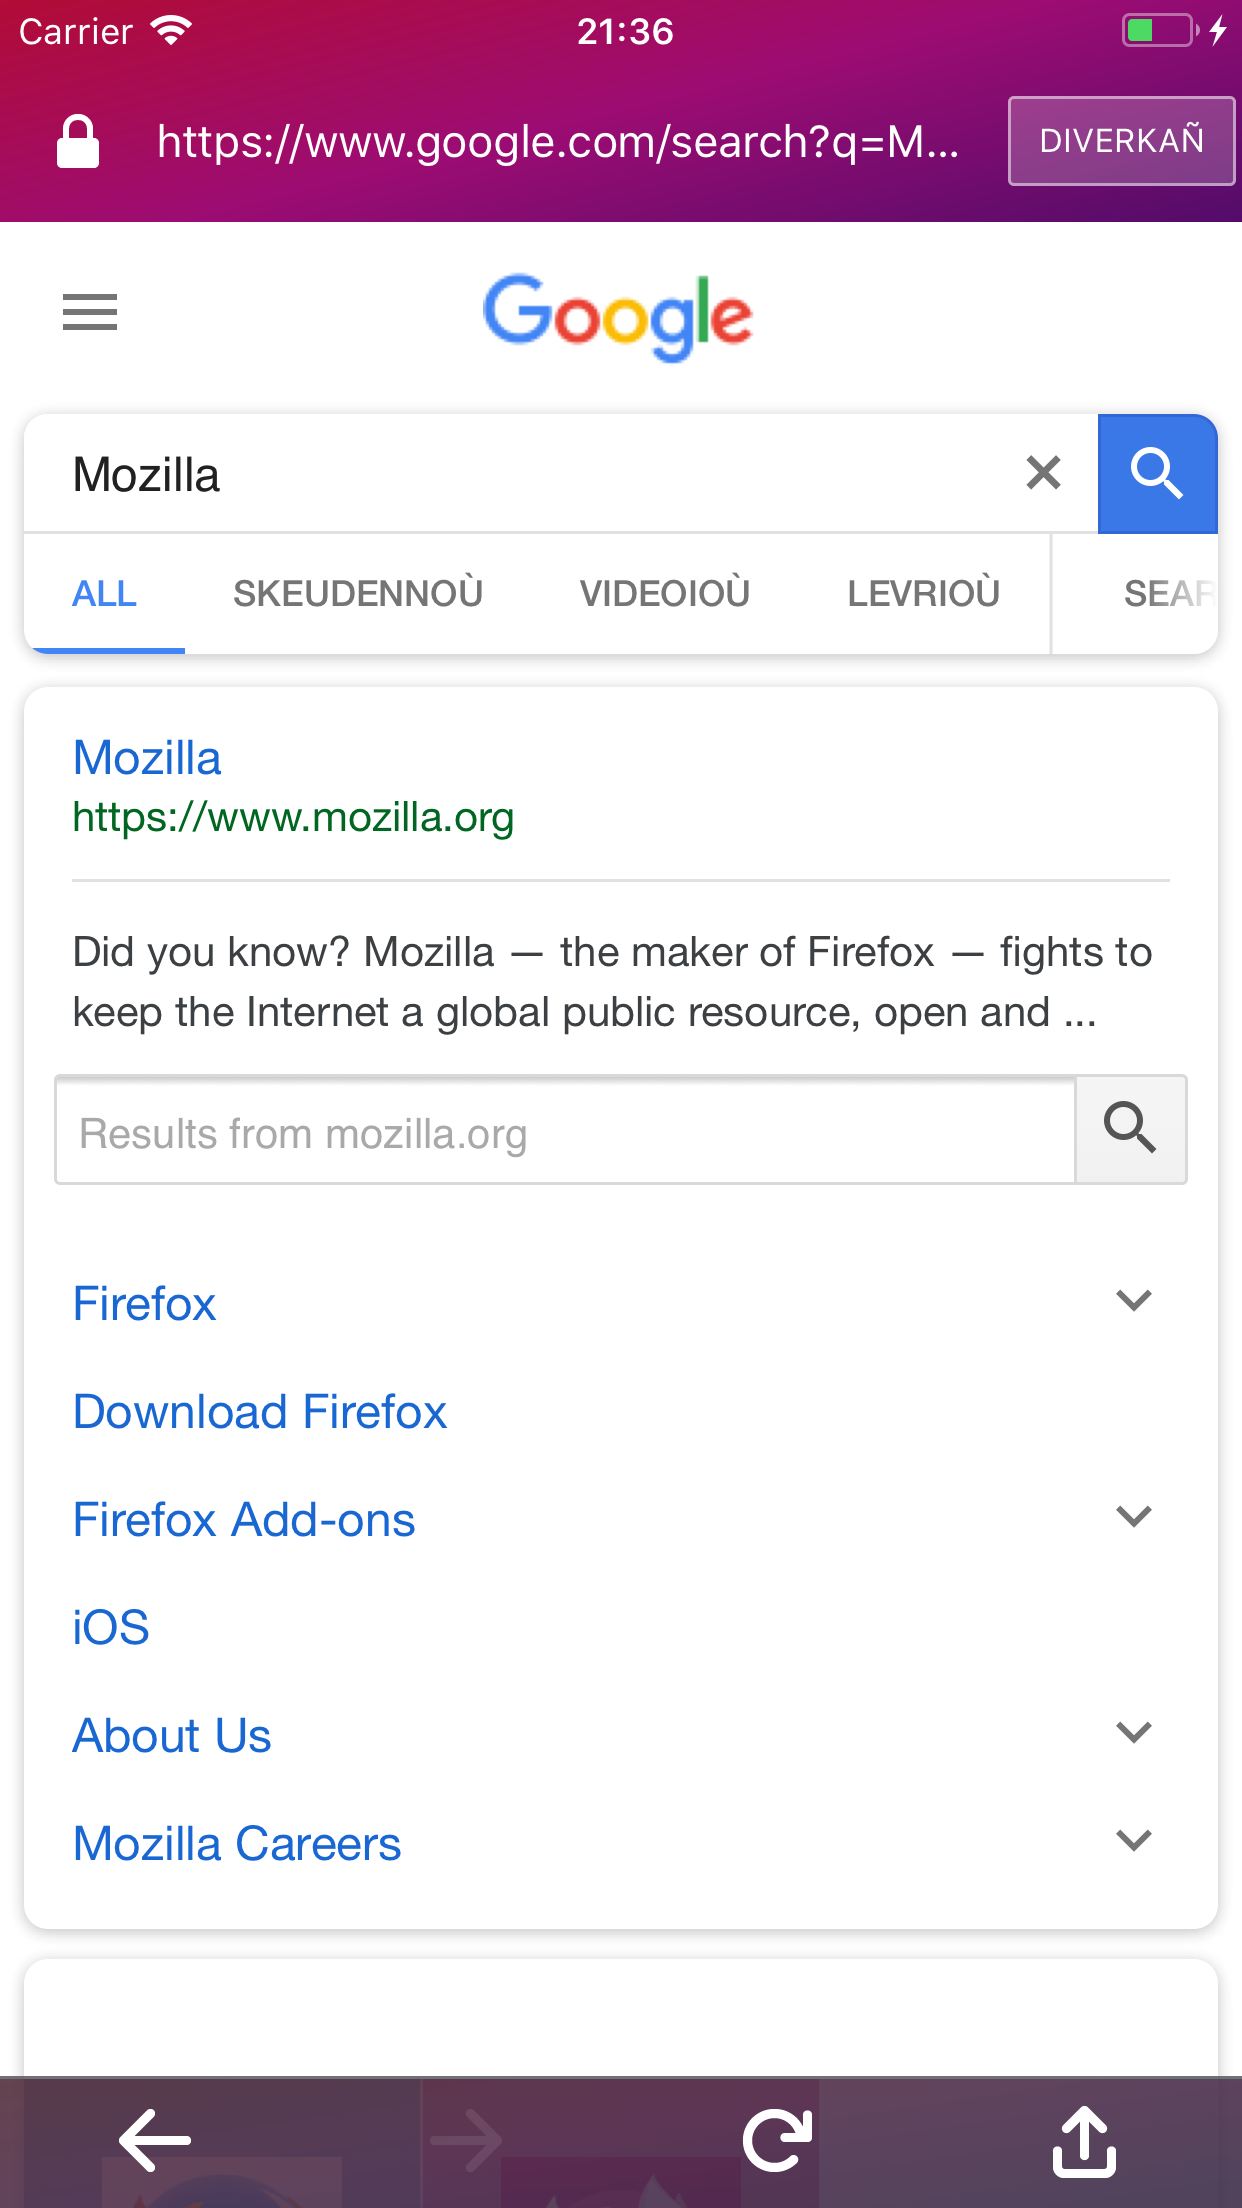 Carrier 21:36
https://www.google.com/search?q=M... DIVERKAÑ
Google
Mozilla
ALL SKEUDENNOÙ VIDEOIOÙ LEVRIOÙ SEAR
Mozilla
https://www.mozilla.org
Did you know? Mozilla — the maker of Firefox — fights to
keep the Internet a global public resource, open and ...
Results from mozilla.org
Firefox
Download Firefox
Firefox Add-ons
iOS
About Us
Mozilla Careers